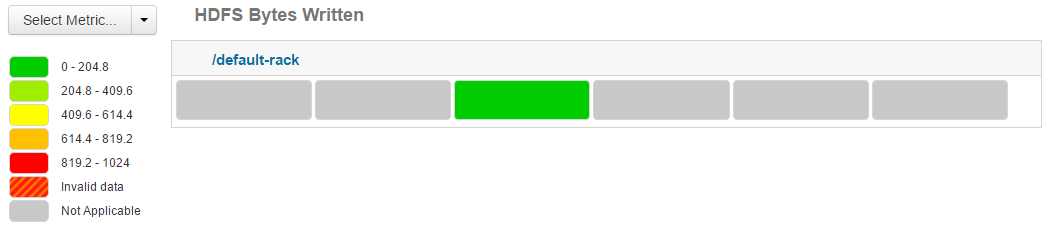 Select Metric...
HDFS Bytes Written
/default-rack
0 - 204.8
204.8 - 409.6
409.6 - 614.4
614.4 - 819.2
819.2 - 1024
Invalid data
Not Applicable